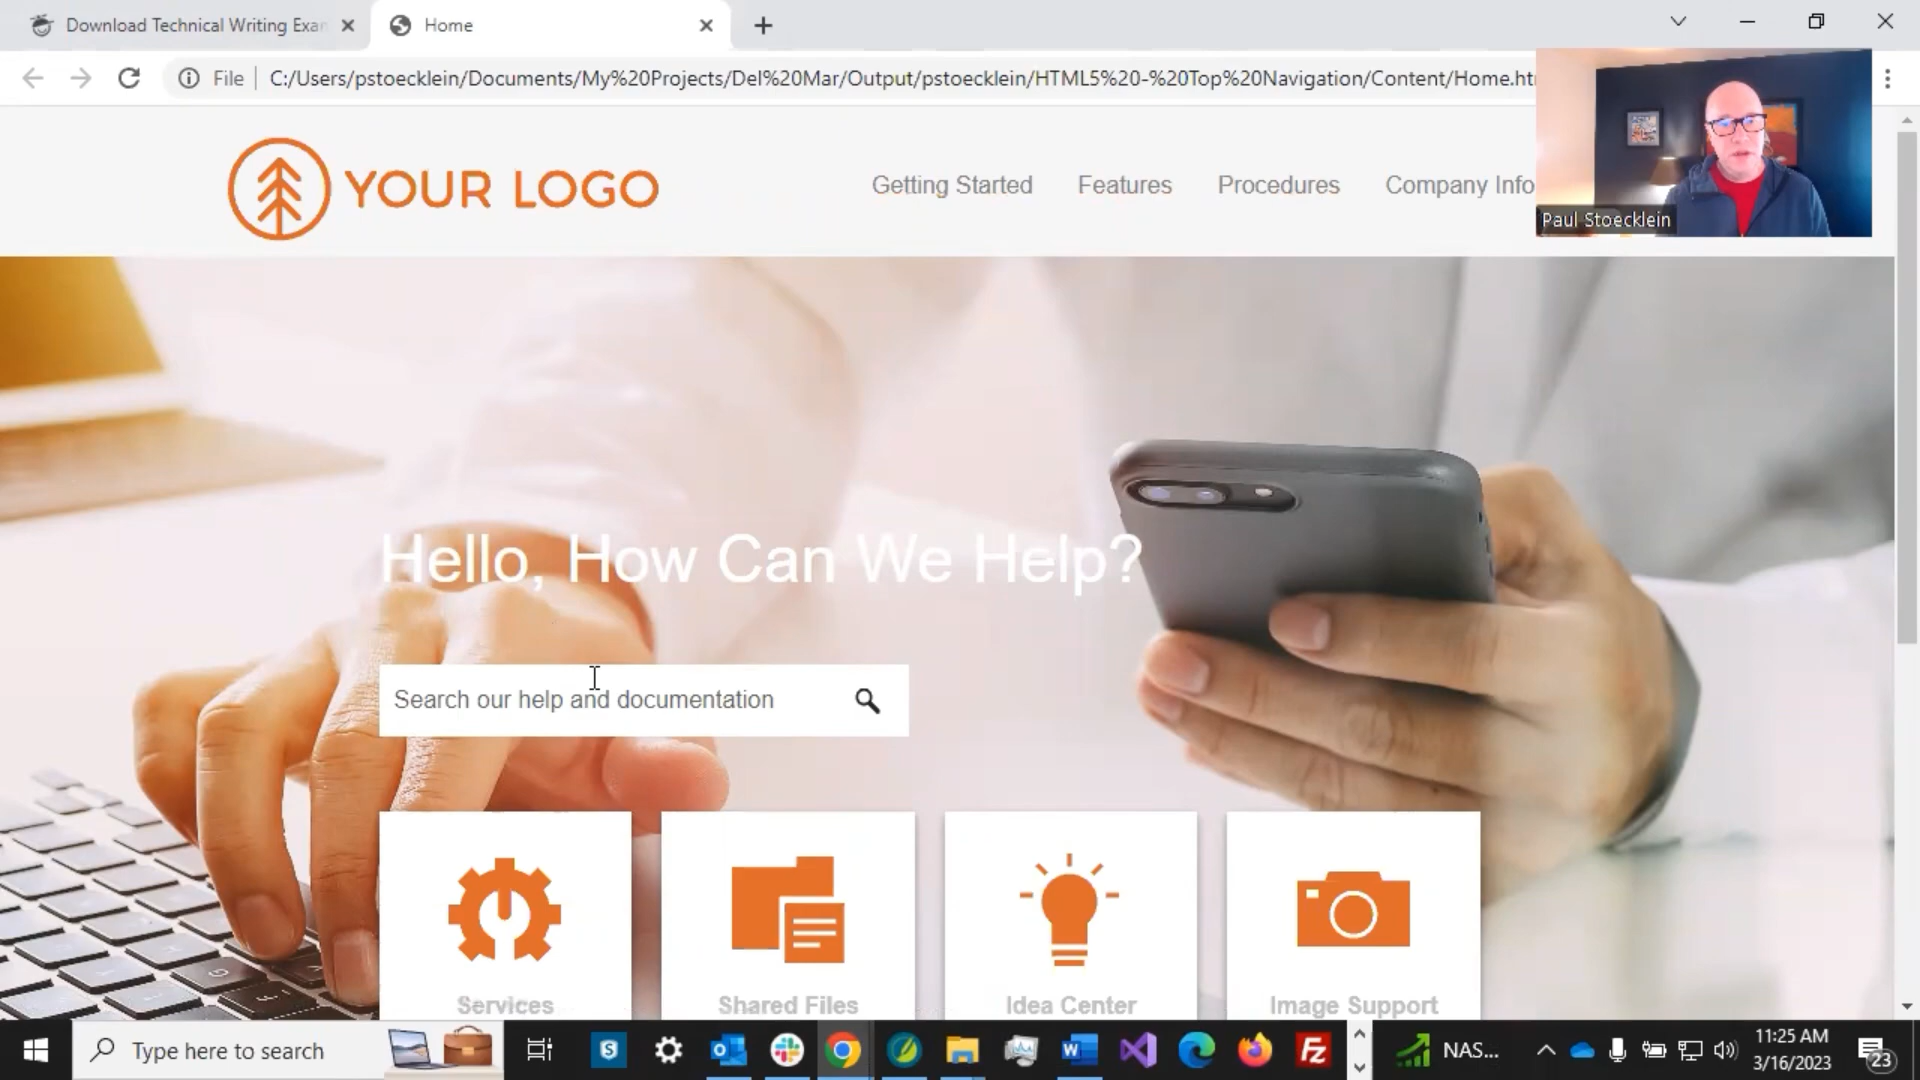 Download Technical Writing Exa
Home
File
C:/Users/pstoecklein/Documents/My%20Projects/Del%20Mar/Output/pstoecklein/HTML5%20-%20Top%20Navigation/Content/Home.ht
YOUR LOGO
Getting Started
Features
Procedures
Company Info
Paul Stoecklein
Hello, How Can We Help?
Search our help and documentation
Services
Shared Files
Idea Center
Image Support
Type here to search
NAS...
11:25 AM
3/16/2023
23